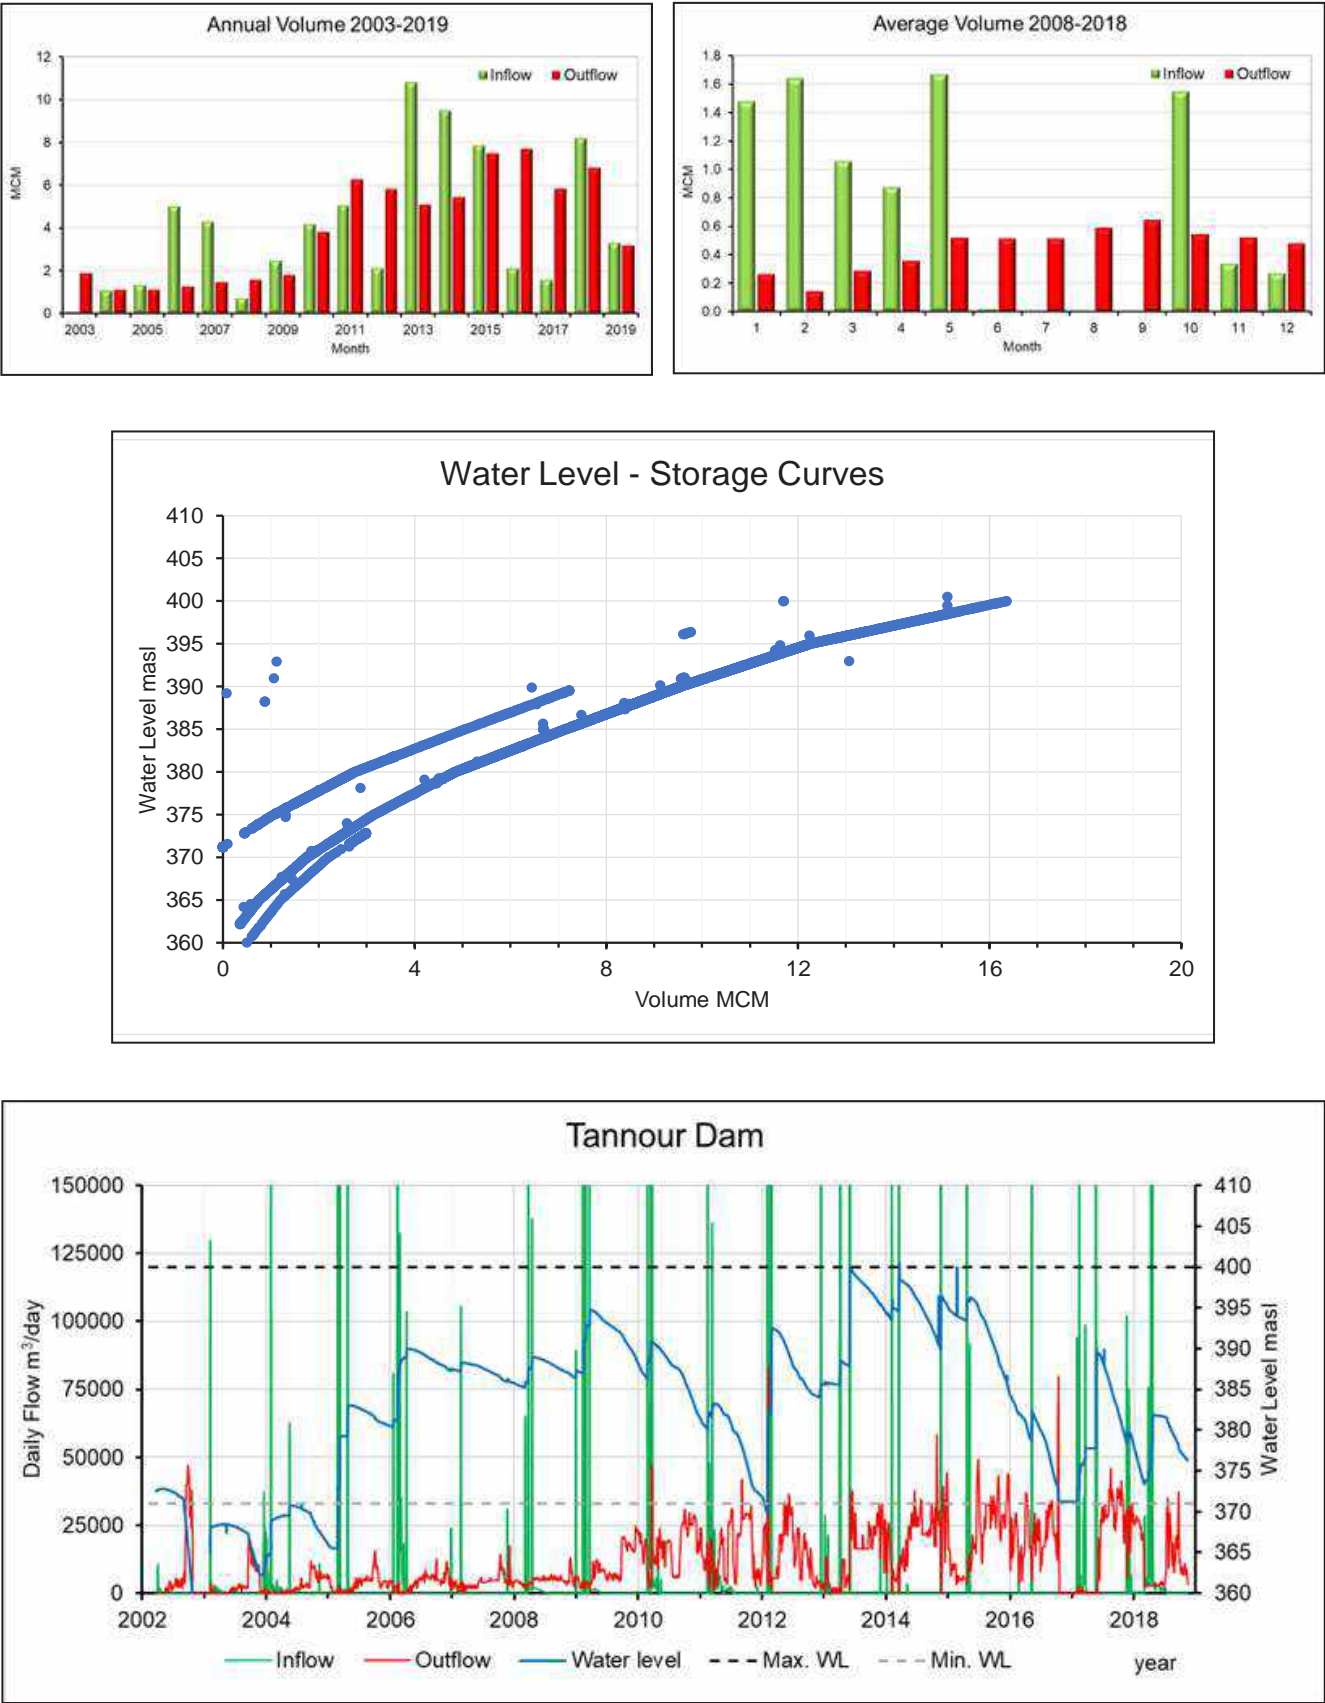 Annual Volume 2003-2019
12
10
8
6
4
2
0
MCM
Inflow Outflow
2003 2005 2007 2009 2011 2013 2015 2017 2019
Month
Average Volume 2008-2018
1.8
1.6
1.4
1.2
1.0
0.8
0.6
0.4
0.2
0.0
MCM
Inflow Outflow
1 2 3 4 5 6 7 8 9 10 11 12
Month
Water Level - Storage Curves
410
405
400
395
390
385
380
375
370
365
360
Water Level masl
0 4 8 12 16 20
Volume MCM
Tannour Dam
150000
125000
100000
75000
50000
25000
0
Daily Flow m³/day
410
405
400
395
390
385
380
375
370
365
360
Water Level masl
2002 2004 2006 2008 2010 2012 2014 2016 2018
Inflow Outflow Water level Max. WL Min. WL year